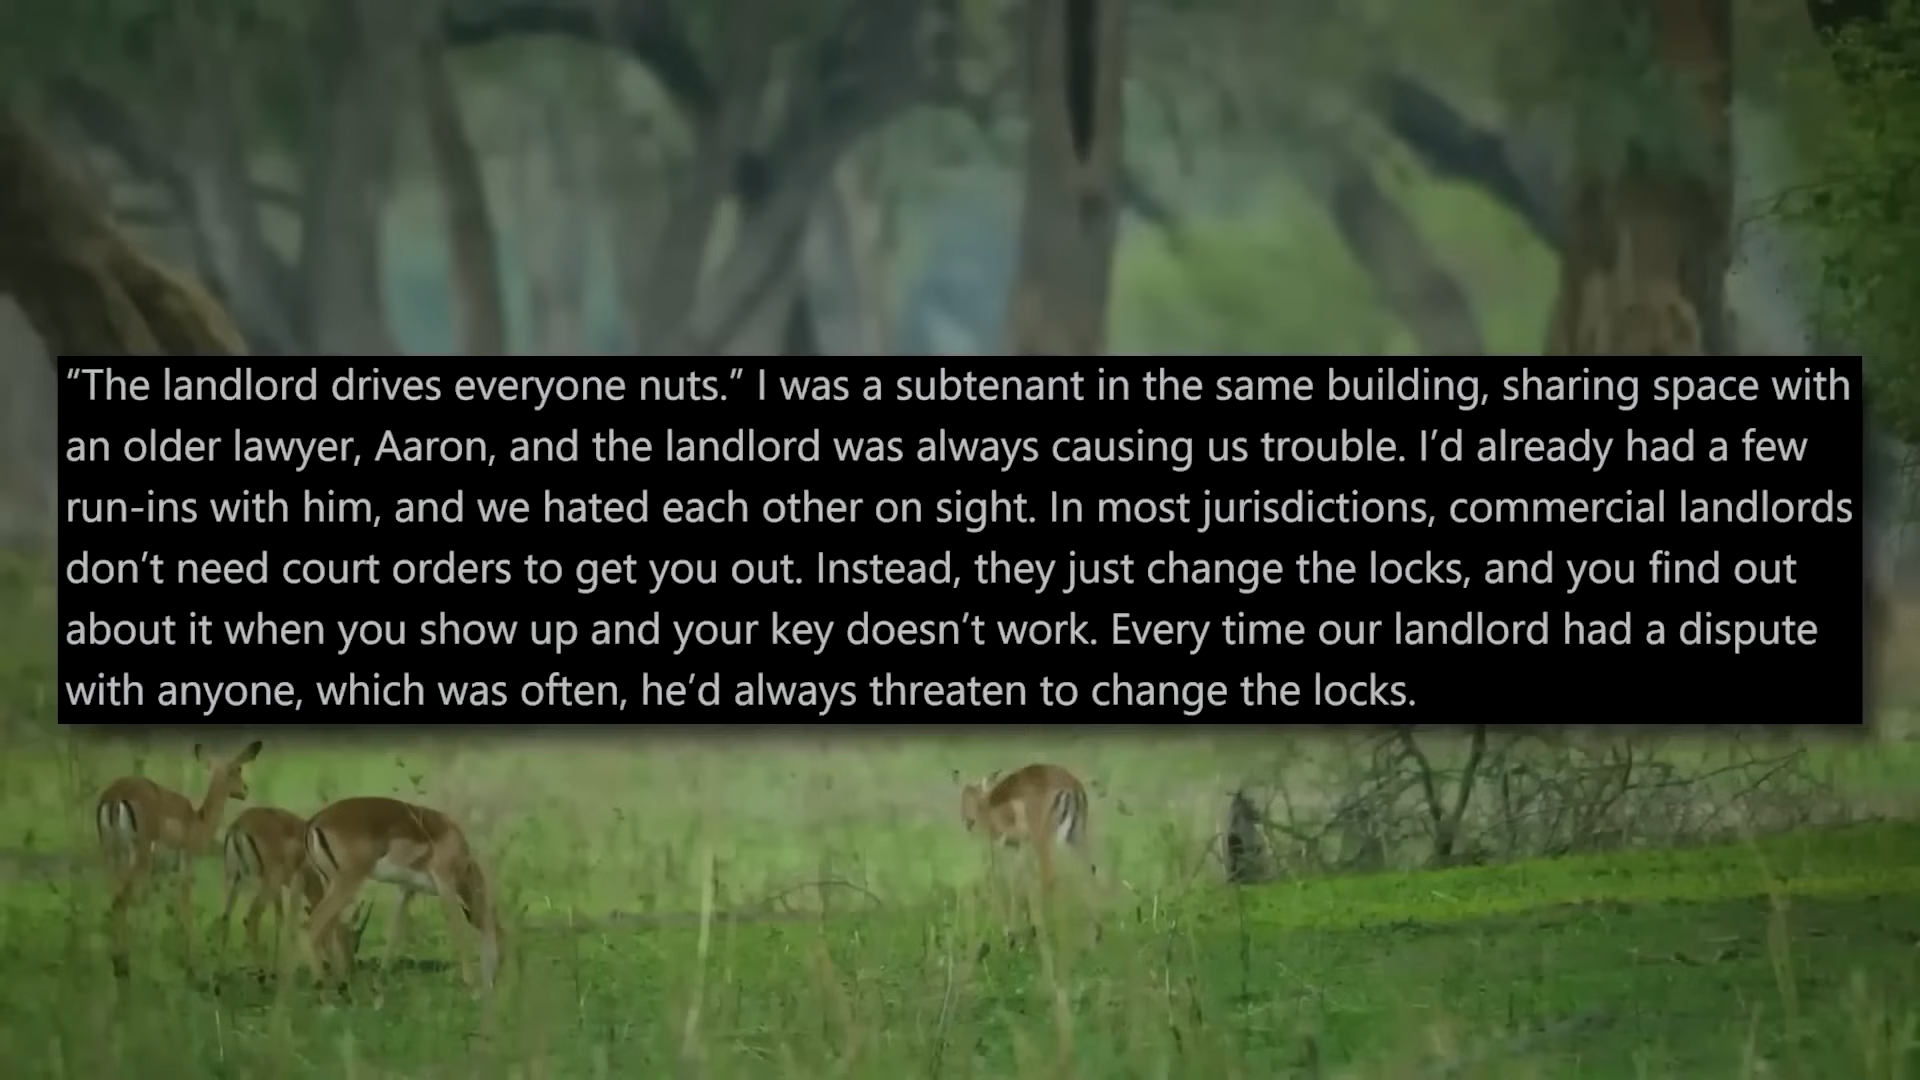 “The landlord drives everyone nuts.” I was a subtenant in the same building, sharing space with
an older lawyer, Aaron, and the landlord was always causing us trouble. I’d already had a few
run-ins with him, and we hated each other on sight. In most jurisdictions, commercial landlords
don’t need court orders to get you out. Instead, they just change the locks, and you find out
about it when you show up and your key doesn’t work. Every time our landlord had a dispute
with anyone, which was often, he’d always threaten to change the locks.